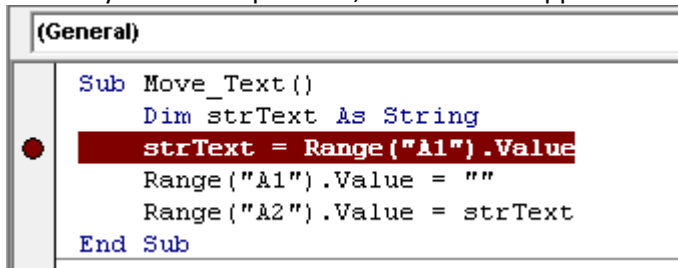 (General)
Sub Move_Text()
Dim strText As String
strText = Range("A1").Value
Range("A1").Value = ""
Range("A2").Value = strText
End Sub